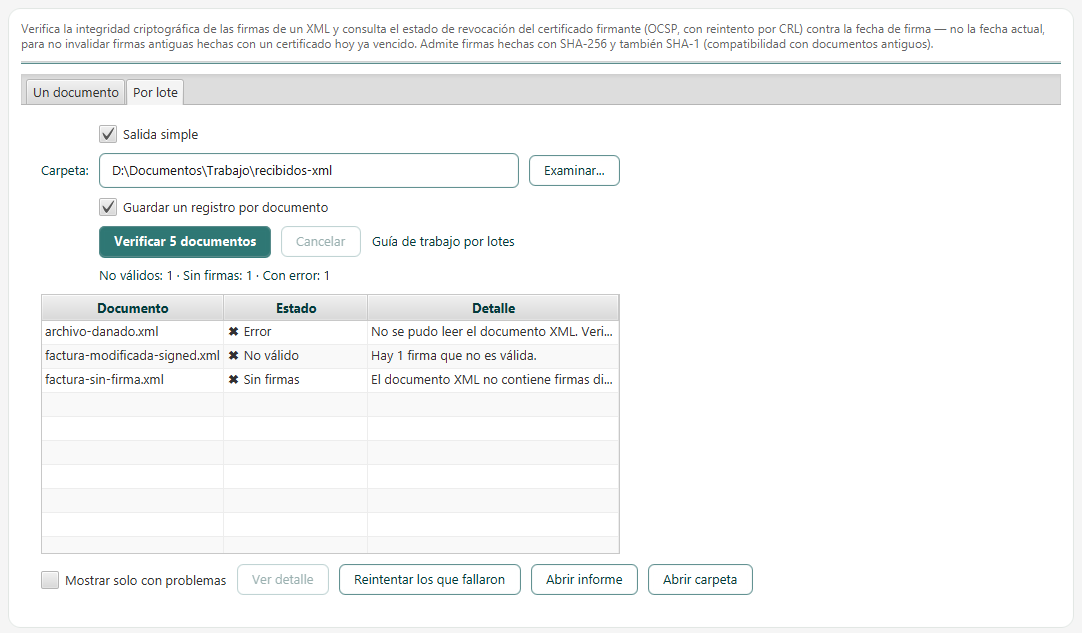 Verifica la integridad criptográfica de las firmas de un XML y consulta el estado de revocación del certificado firmante (OCSP, con reintento por CRL) contra la fecha de firma — no la fecha actual,
para no invalidar firmas antiguas hechas con un certificado hoy ya vencido. Admite firmas hechas con SHA-256 y también SHA-1 (compatibilidad con documentos antiguos).
Un documento Por lote
Salida simple
Carpeta: D:\Documentos\Trabajo\recibidos-xml Examinar...
Guardar un registro por documento
Verificar 5 documentos Cancelar Guía de trabajo por lotes
No válidos: 1 · Sin firmas: 1 · Con error: 1
Documento Estado Detalle
archivo-danado.xml ✖ Error No se pudo leer el documento XML. Veri...
factura-modificada-signed.xml ✖ No válido Hay 1 firma que no es válida.
factura-sin-firma.xml ✖ Sin firmas El documento XML no contiene firmas di...
Mostrar solo con problemas Ver detalle Reintentar los que fallaron Abrir informe Abrir carpeta